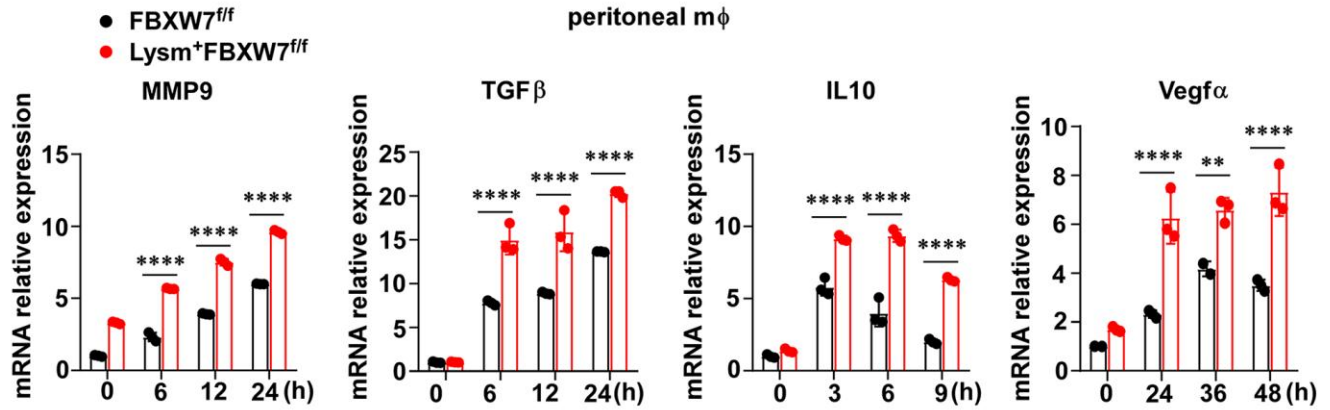 FBXW7f/f
Lysm+FBXW7f/f
peritoneal mϕ
MMP9
mRNA relative expression
15
10
5
0
****
****
****
0 6 12 24 (h)
TGFβ
mRNA relative expression
25
20
15
10
5
0
****
****
****
0 6 12 24 (h)
IL10
mRNA relative expression
15
10
5
0
****
****
****
0 3 6 9 (h)
Vegfα
mRNA relative expression
10
8
6
4
2
0
****
**
****
0 24 36 48 (h)